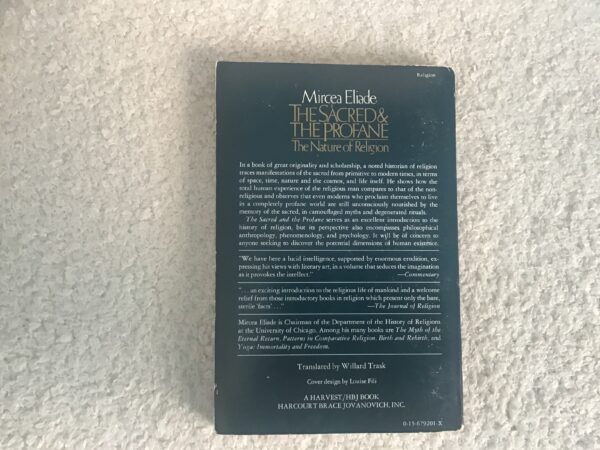 Religion
Mircea Eliade
THE SACRED &
THE PROFANE
The Nature of Religion
In a book of great originality and scholarship, a noted historian of religion
traces manifestations of the sacred from primitive to modern times, in terms
of space, time, nature and the cosmos, and life itself. He shows how the
total human experience of the religious man compares to that of the non-
religious and observes that even moderns who proclaim themselves to live
in a completely profane world are still unconsciously nourished by the
memory of the sacred, in camouflaged myths and degenerated rituals.
The Sacred and the Profane serves as an excellent introduction to the
history of religion, but its perspective also encompasses philosophical
anthropology, phenomenology, and psychology. It will be of concern to
anyone seeking to discover the potential dimensions of human existence.
"We have here a lucid intelligence, supported by enormous erudition, ex-
pressing his views with literary art, in a volume that seduces the imagination
as it provokes the intellect." —Commentary
". . . an exciting introduction to the religious life of mankind and a welcome
relief from those introductory books in religion which present only the bare,
sterile 'facts' . . ." —The Journal of Religion
Mircea Eliade is Chairman of the Department of the History of Religions
at the University of Chicago. Among his many books are The Myth of the
Eternal Return, Patterns in Comparative Religion, Birth and Rebirth, and
Yoga: Immortality and Freedom.
Translated by Willard Trask
Cover design by Louise Fili
A HARVEST/HBJ BOOK
HARCOURT BRACE JOVANOVICH, INC.
0-15-679201-X